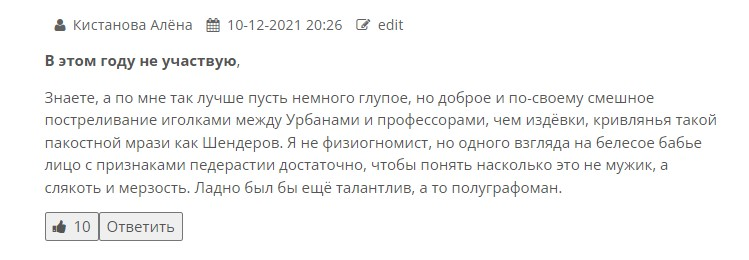 Кистанова Алёна 10-12-2021 20:26 edit
В этом году не участвую,
Знаете, а по мне так лучше пусть немного глупое, но доброе и по-своему смешное
постреливание иголками между Урбанами и профессорами, чем издёвки, кривлянья такой
пакостной мрази как Шендеров. Я не физиогномист, но одного взгляда на белесое бабье
лицо с признаками педерастии достаточно, чтобы понять насколько это не мужик, а
слякоть и мерзость. Ладно был бы ещё талантлив, а то полуграфоман.
10 Ответить